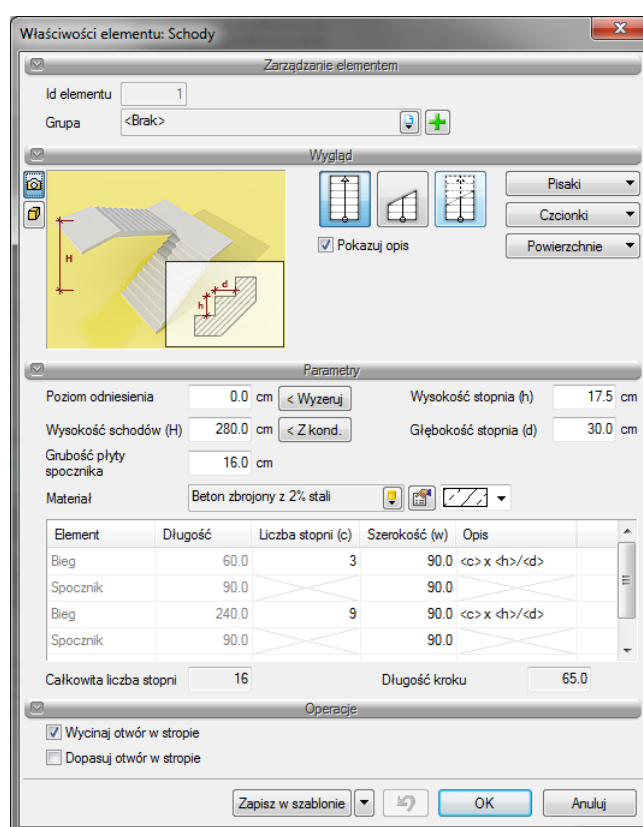 Właściwości elementu: Schody
Zarządzanie elementem
Id elementu 1
Grupa <Brak>
Wygląd
Pisaki
Czcionki
Pokazuj opis Powierzchnie
H
d
h
Parametry
Poziom odniesienia 0.0 cm < Wyzeruj Wysokość stopnia (h) 17.5 cm
Wysokość schodów (H) 280.0 cm < Z kond. Głębokość stopnia (d) 30.0 cm
Grubość płyty
spocznika 16.0 cm
Materiał Beton zbrojony z 2% stali
Element Długość Liczba stopni (c) Szerokość (w) Opis
Bieg 60.0 3 90.0 <c> x <h>/<d>
Spocznik 90.0 90.0
Bieg 240.0 9 90.0 <c> x <h>/<d>
Spocznik 90.0 90.0
Całkowita liczba stopni 16 Długość kroku 65.0
Operacje
Wycinaj otwór w stropie
Dopasuj otwór w stropie
Zapisz w szablonie OK Anuluj